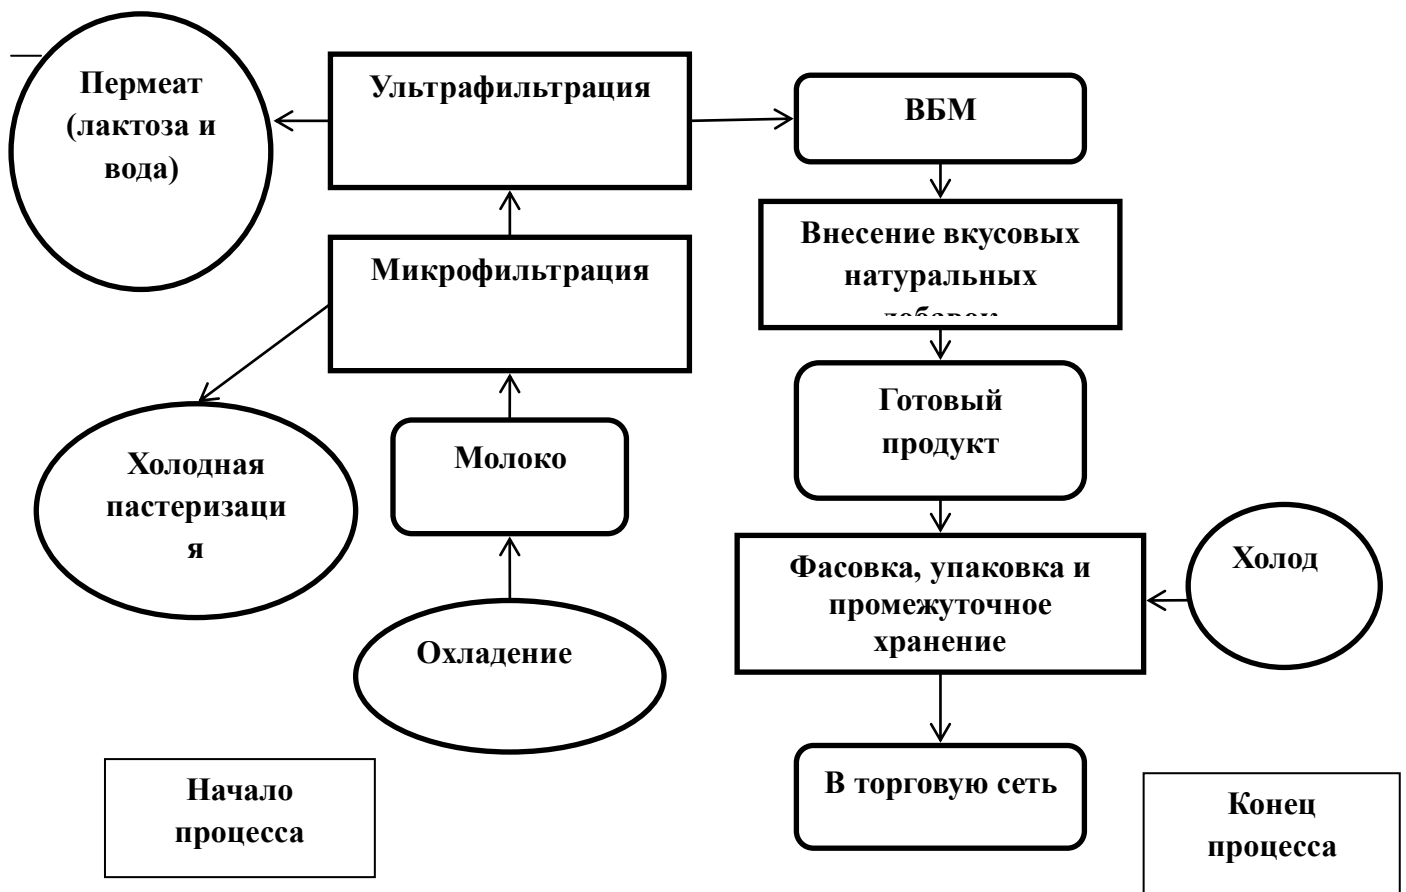 Пермеат
(лактоза и
вода)
Ультрафильтрация
ВБМ
Внесение вкусовых
натуральных
Микрофильтрация
Готовый
продукт
Холодная
пастеризаци
я
Молоко
Фасовка, упаковка и
промежуточное
хранение
Холод
Охладение
В торговую сеть
Начало
процесса
Конец
процесса